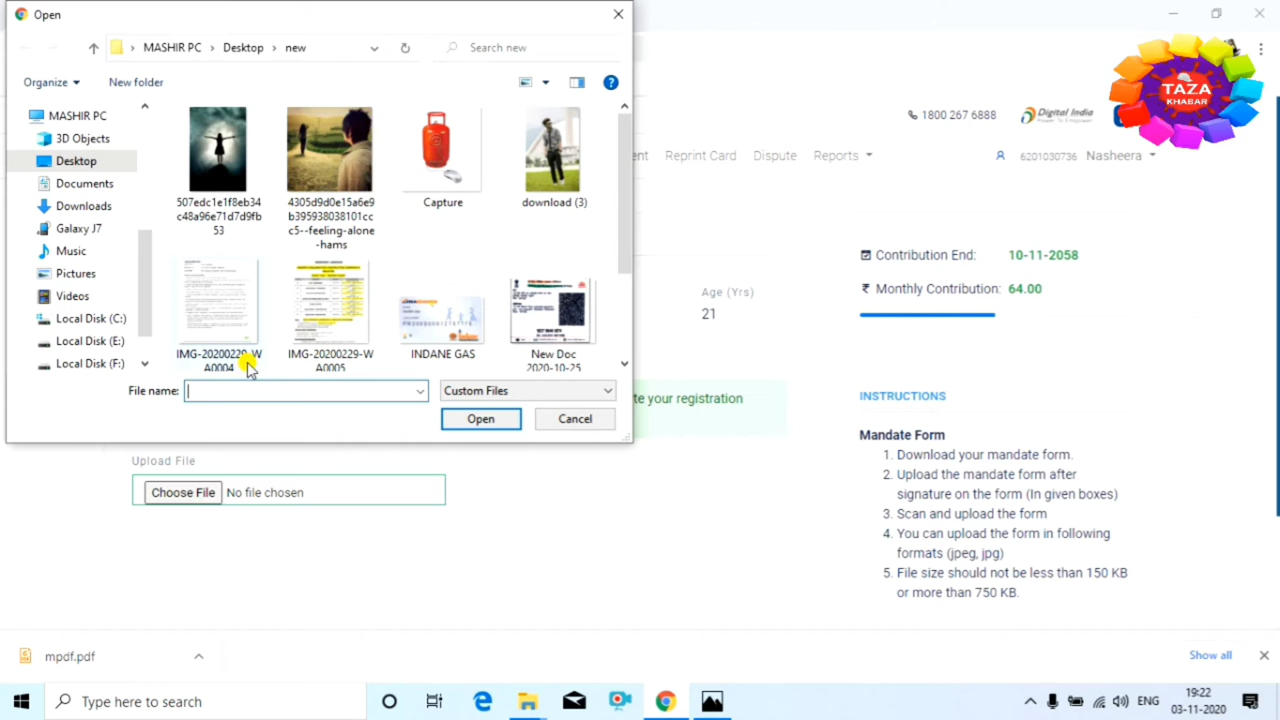 Open
MASHIR PC > Desktop > new
Search new
Organize
New folder
MASHIR PC
3D Objects
Desktop
Documents
Downloads
Galaxy J7
Music
Pictures
Videos
Local Disk (C:)
Local Disk (E:)
Local Disk (F:)
507edc1e1f8eb34
c48a96e71d7d9fb
53
4305d9d0e15a6e9
b395938038101cc
c5--feeling-alone
-hams
Capture
download (3)
IMG-20200229-W
A0004
IMG-20200229-W
A0005
INDANE GAS
New Doc
2020-10-25
File name:
Custom Files
Open
Cancel
TAZA
KHABAR
1800 267 6888
Digital India
Power To Empower
Reprint Card
Dispute
Reports
6201030736
Nasheera
Contribution End: 10-11-2058
₹ Monthly Contribution: 64.00
Age (Yrs)
21
te your registration
Upload File
Choose File No file chosen
INSTRUCTIONS
Mandate Form
1. Download your mandate form.
2. Upload the mandate form after
signature on the form (In given boxes)
3. Scan and upload the form
4. You can upload the form in following
formats (jpeg, jpg)
5. File size should not be less than 150 KB
or more than 750 KB.
mpdf.pdf
Show all
Type here to search
ENG
19:22
03-11-2020